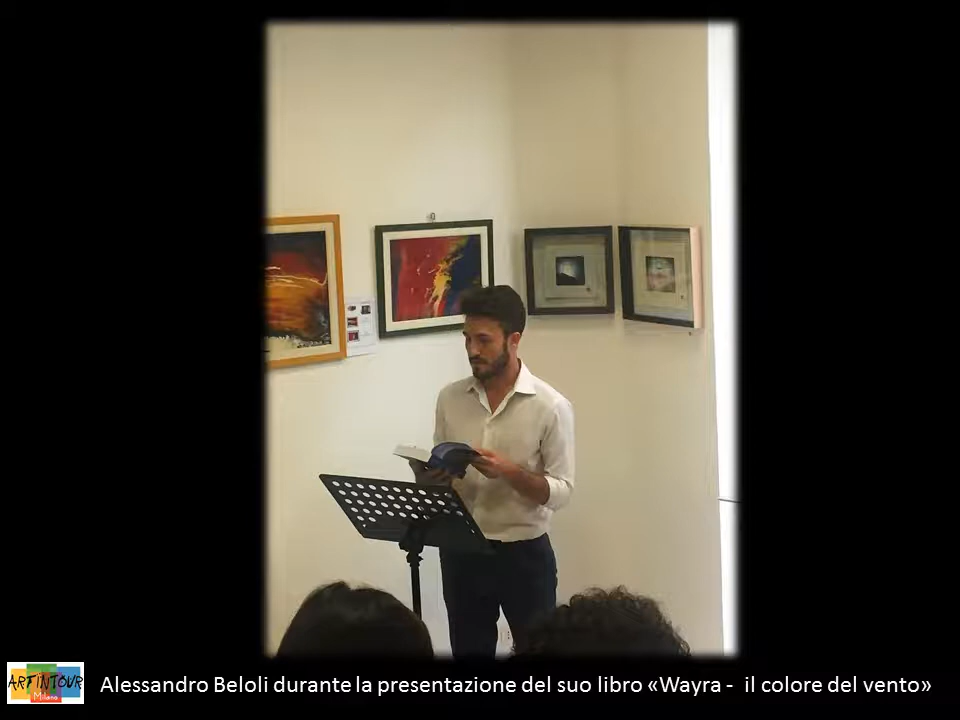 ARTINTOUR
Milano
Alessandro Beloli durante la presentazione del suo libro «Wayra - il colore del vento»